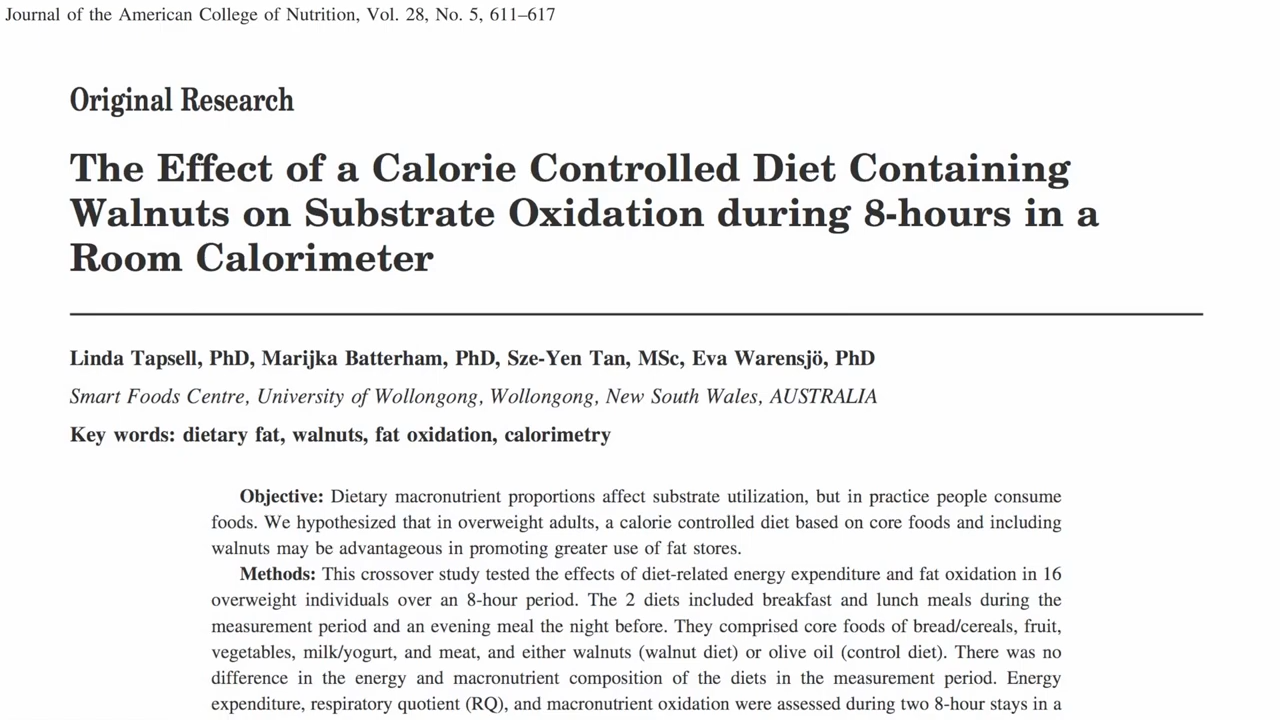 Journal of the American College of Nutrition, Vol. 28, No. 5, 611–617
Original Research
The Effect of a Calorie Controlled Diet Containing
Walnuts on Substrate Oxidation during 8-hours in a
Room Calorimeter
Linda Tapsell, PhD, Marijka Batterham, PhD, Sze-Yen Tan, MSc, Eva Warensjö, PhD
Smart Foods Centre, University of Wollongong, Wollongong, New South Wales, AUSTRALIA
Key words: dietary fat, walnuts, fat oxidation, calorimetry
Objective: Dietary macronutrient proportions affect substrate utilization, but in practice people consume
foods. We hypothesized that in overweight adults, a calorie controlled diet based on core foods and including
walnuts may be advantageous in promoting greater use of fat stores.
Methods: This crossover study tested the effects of diet-related energy expenditure and fat oxidation in 16
overweight individuals over an 8-hour period. The 2 diets included breakfast and lunch meals during the
measurement period and an evening meal the night before. They comprised core foods of bread/cereals, fruit,
vegetables, milk/yogurt, and meat, and either walnuts (walnut diet) or olive oil (control diet). There was no
difference in the energy and macronutrient composition of the diets in the measurement period. Energy
expenditure, respiratory quotient (RQ), and macronutrient oxidation were assessed during two 8-hour stays in a